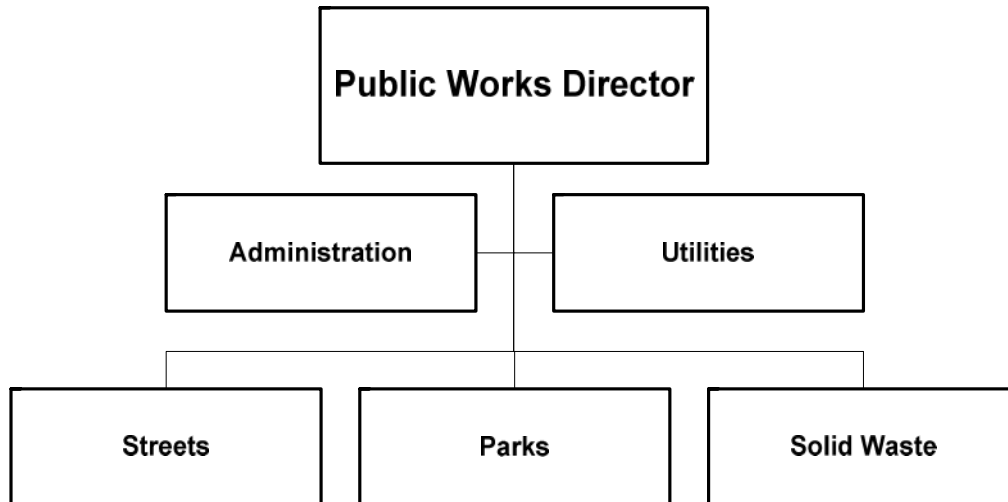 Public Works Director
Administration
Utilities
Streets
Parks
Solid Waste